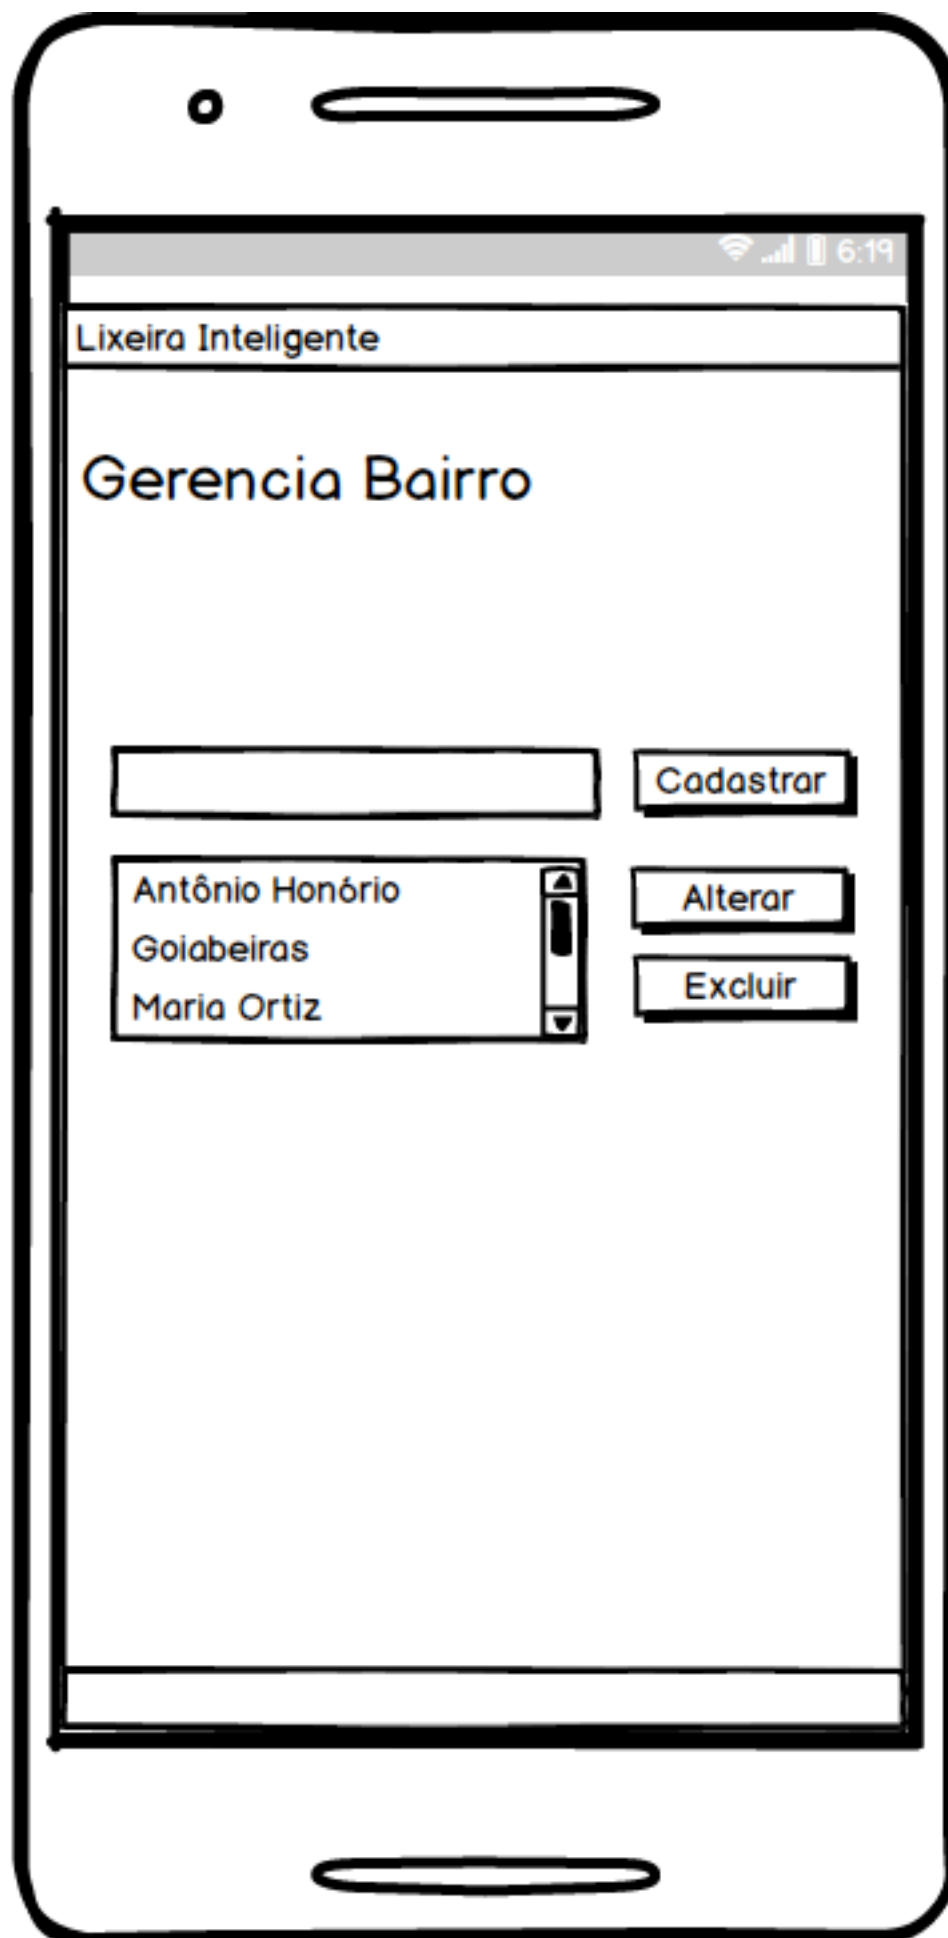 6:19
Lixeira Inteligente
Gerencia Bairro
Cadastrar
Antônio Honório
Alterar
Goiabeiras
Excluir
Maria Ortiz